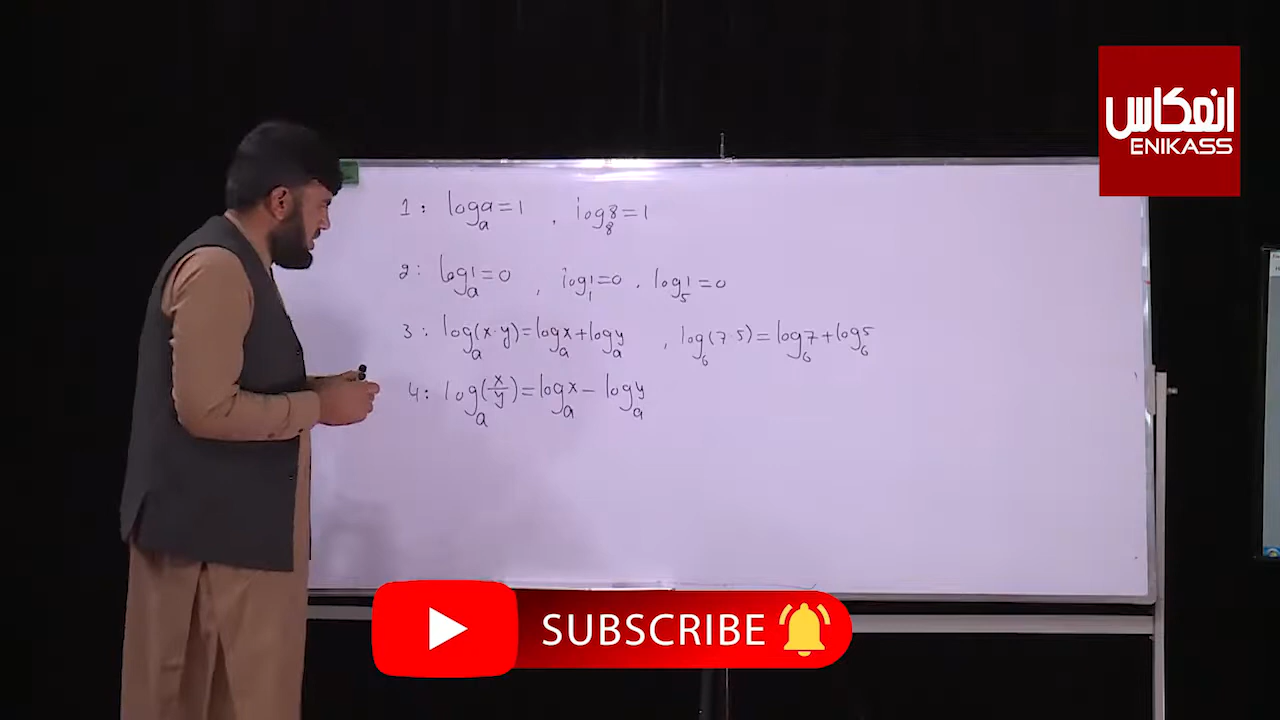 انعکاس
ENIKASS
1: logₐa=1 , log₈8=1
2: logₐ1=0 , log₁1=0 , log₅1=0
3: logₐ(x·y)=logₐx+logₐy , log₆(7·5)=log₆7+log₆5
4: logₐ(x/y)=logₐx-logₐy
SUBSCRIBE